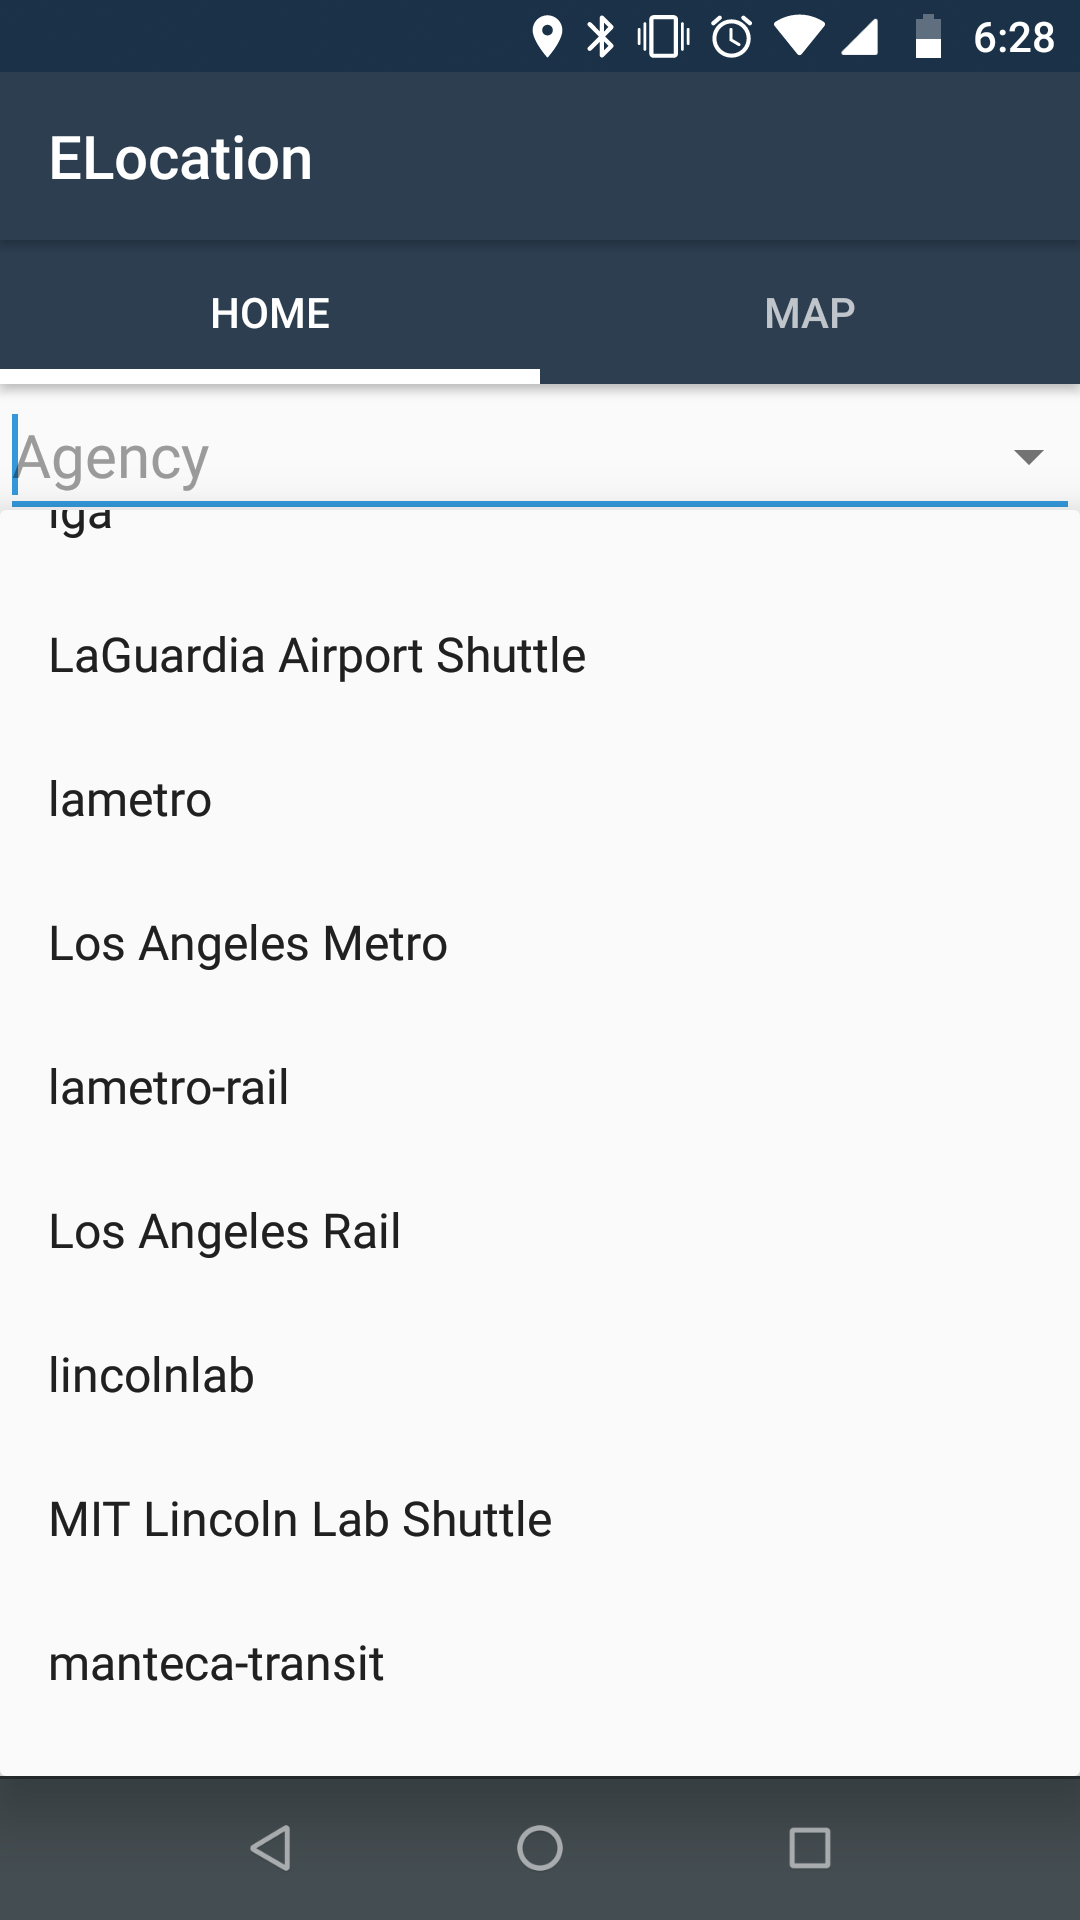 6:28
ELocation
HOME
MAP
Agency
LaGuardia Airport Shuttle
lametro
Los Angeles Metro
lametro-rail
Los Angeles Rail
lincolnlab
MIT Lincoln Lab Shuttle
manteca-transit